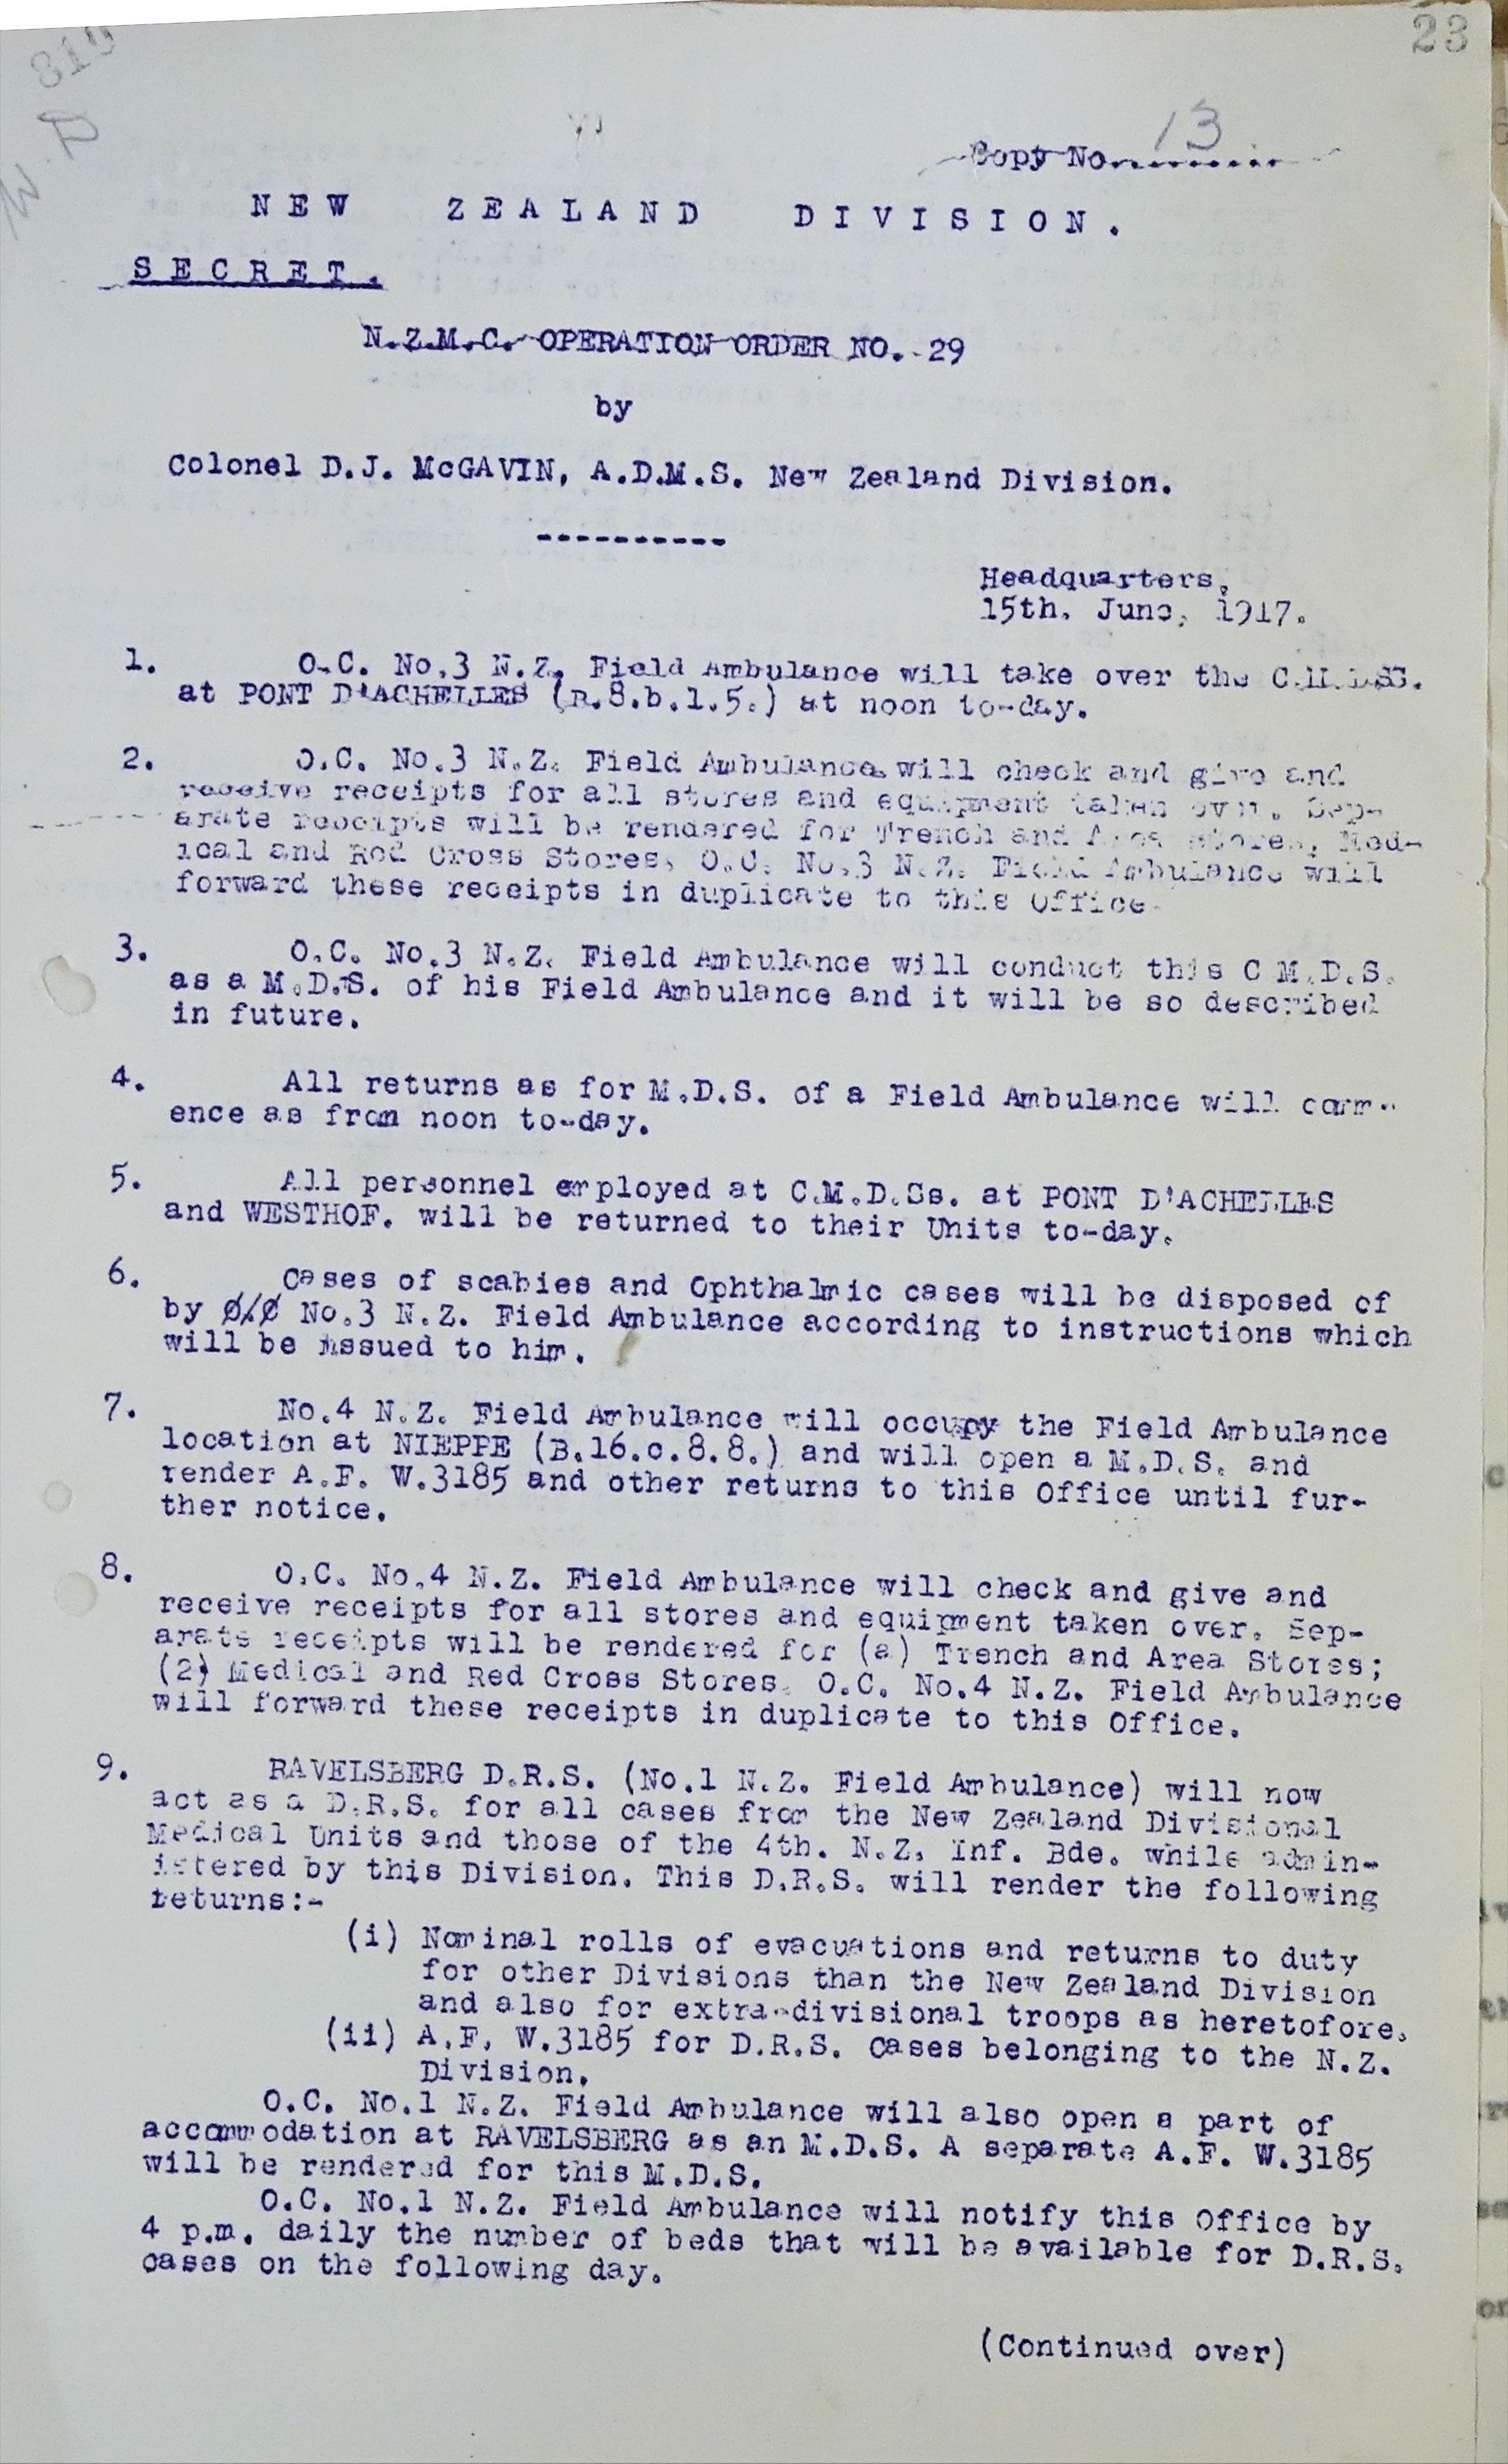 23
819
W.D
Copy No........... 13
NEW ZEALAND DIVISION.
SECRET.
N.Z.M.C. OPERATION ORDER NO. 29
by
Colonel D.J. McGAVIN, A.D.M.S. New Zealand Division.
-----------
Headquarters,
15th. June, 1917.
1. O.C. No.3 N.Z. Field Ambulance will take over the
at PONT D'ACHELLES (B.8.b.1.5.) at noon to-day.
2. O.C. No.3 N.Z. Field Ambulance will check and give and
receive receipts for all stores and equipment taken over. Sep-
arate receipts will be rendered for Trench and Area Stores, Med-
ical and Red Cross Stores, O.C. No.3 N.Z. Field Ambulance will
forward these receipts in duplicate to this Office.
3. O.C. No.3 N.Z. Field Ambulance will conduct this C M.D.S.
as a M.D.S. of his Field Ambulance and it will be so described
in future.
4. All returns as for M.D.S. of a Field Ambulance will comm-
ence as from noon to-day.
5. All personnel employed at C.M.D.Ss. at PONT D'ACHELLES
and WESTHOF. will be returned to their Units to-day.
6. Cases of scabies and Ophthalmic cases will be disposed of
by No.3 N.Z. Field Ambulance according to instructions which
will be issued to him.
7. No.4 N.Z. Field Ambulance will occupy the Field Ambulance
location at NIEPPE (B.16.c.8.8.) and will open a M.D.S. and
render A.F. W.3185 and other returns to this Office until fur-
ther notice.
8. O.C. No.4 N.Z. Field Ambulance will check and give and
receive receipts for all stores and equipment taken over. Sep-
arate receipts will be rendered for (a) Trench and Area Stores;
(2) Medical and Red Cross Stores. O.C. No.4 N.Z. Field Ambulance
will forward these receipts in duplicate to this Office.
9. RAVELSBERG D.R.S. (No.1 N.Z. Field Ambulance) will now
act as a D.R.S. for all cases from the New Zealand Divisional
Medical Units and those of the 4th. N.Z. Inf. Bde. while admin-
istered by this Division. This D.R.S. will render the following
returns:-
(i) Nominal rolls of evacuations and returns to duty
for other Divisions than the New Zealand Division
and also for extra-divisional troops as heretofore.
(ii) A.F. W.3185 for D.R.S. Cases belonging to the N.Z.
Division.
O.C. No.1 N.Z. Field Ambulance will also open a part of
accommodation at RAVELSBERG as an M.D.S. A separate A.F. W.3185
will be rendered for this M.D.S.
O.C. No.1 N.Z. Field Ambulance will notify this Office by
4 p.m. daily the number of beds that will be available for D.R.S.
cases on the following day.
(Continued over)